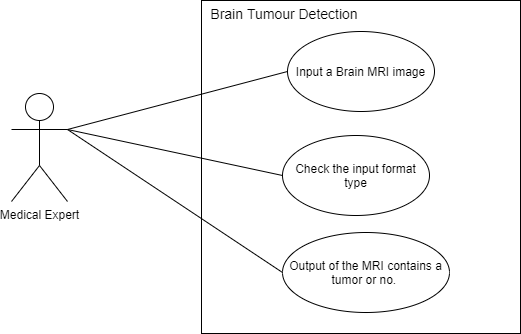 Brain Tumour Detection
Input a Brain MRI image
Check the input format
type
Medical Expert
Output of the MRI contains a
tumor or no.